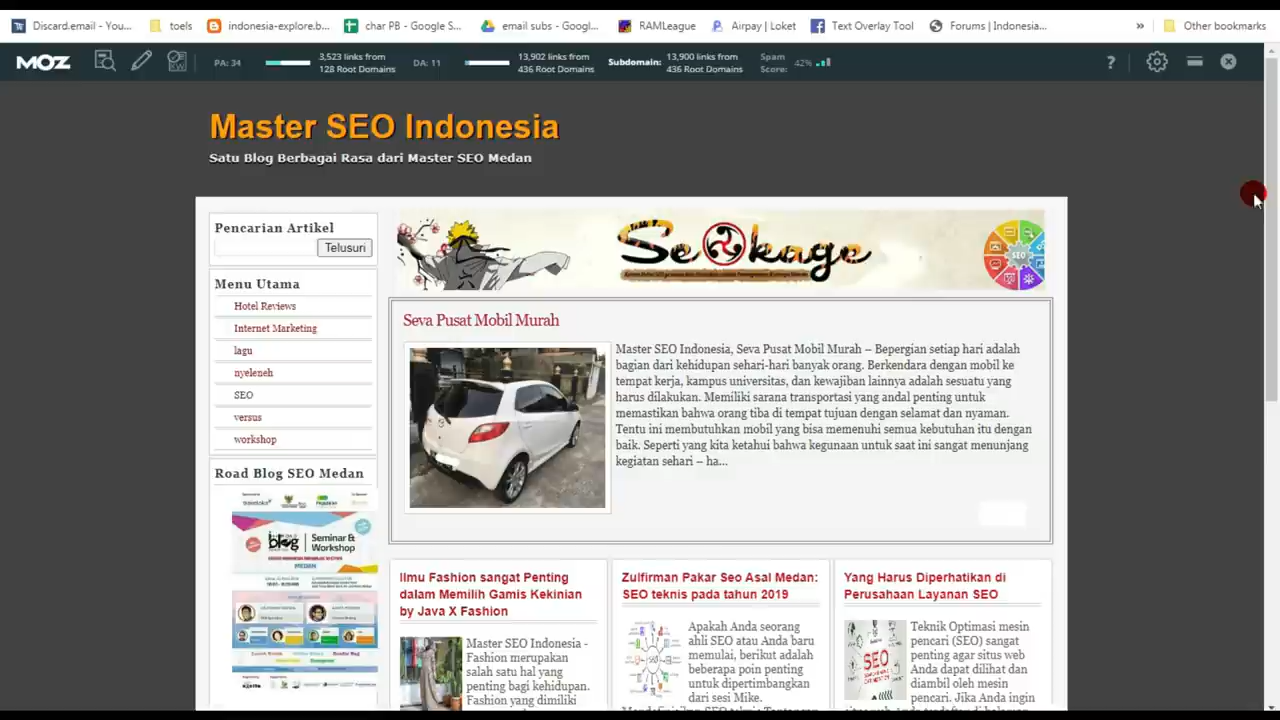 Discard.email - You...
toels
indonesia-explore.b...
char PB - Google S...
email subs - Googl...
RAMLeague
Airpay | Loket
Text Overlay Tool
Forums | Indonesia...
»
Other bookmarks
MOZ
PA: 34
3,523 links from
128 Root Domains
DA: 11
13,902 links from
436 Root Domains
Subdomain:
13,900 links from
436 Root Domains
Spam
Score:
42%
?
Master SEO Indonesia
Satu Blog Berbagai Rasa dari Master SEO Medan
Pencarian Artikel
Telusuri
Menu Utama
Hotel Reviews
Internet Marketing
lagu
nyeleneh
SEO
versus
workshop
Road Blog SEO Medan
traveloka
blog
Seminar &
Workshop
MEDAN
Seokage
SEO
Seva Pusat Mobil Murah
Master SEO Indonesia, Seva Pusat Mobil Murah – Bepergian setiap hari adalah
bagian dari kehidupan sehari-hari banyak orang. Berkendara dengan mobil ke
tempat kerja, kampus universitas, dan kewajiban lainnya adalah sesuatu yang
harus dilakukan. Memiliki sarana transportasi yang andal penting untuk
memastikan bahwa orang tiba di tempat tujuan dengan selamat dan nyaman.
Tentu ini membutuhkan mobil yang bisa memenuhi semua kebutuhan itu dengan
baik. Seperti yang kita ketahui bahwa kegunaan untuk saat ini sangat menunjang
kegiatan sehari – ha...
Ilmu Fashion sangat Penting
dalam Memilih Gamis Kekinian
by Java X Fashion
Master SEO Indonesia -
Fashion merupakan
salah satu hal yang
penting bagi kehidupan.
Fashion yang dimiliki
Zulfirman Pakar Seo Asal Medan:
SEO teknis pada tahun 2019
Apakah Anda seorang
ahli SEO atau Anda baru
memulai, berikut adalah
beberapa poin penting
untuk dipertimbangkan
dari sesi Mike.
Yang Harus Diperhatikan di
Perusahaan Layanan SEO
SEO
Teknik Optimasi mesin
pencari (SEO) sangat
penting agar situs web
Anda dapat dilihat dan
diambil oleh mesin
pencari. Jika Anda ingin